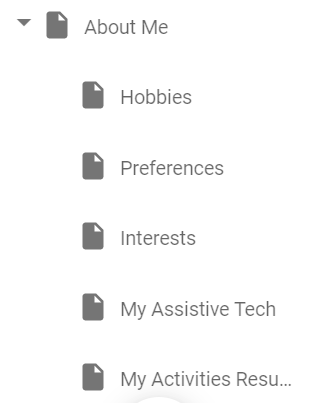 About Me
Hobbies
Preferences
Interests
My Assistive Tech
My Activities Resu...